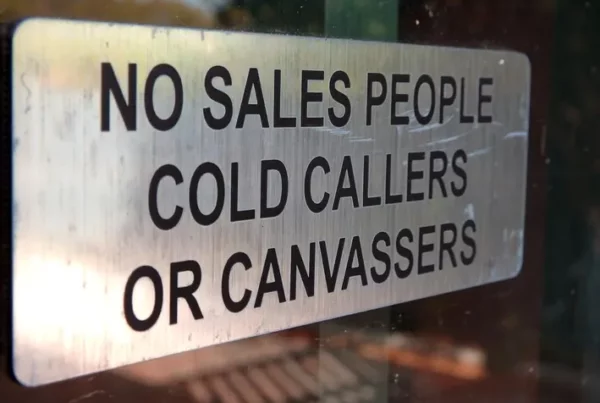 NO SALES PEOPLE
COLD CALLERS
OR CANVASSERS